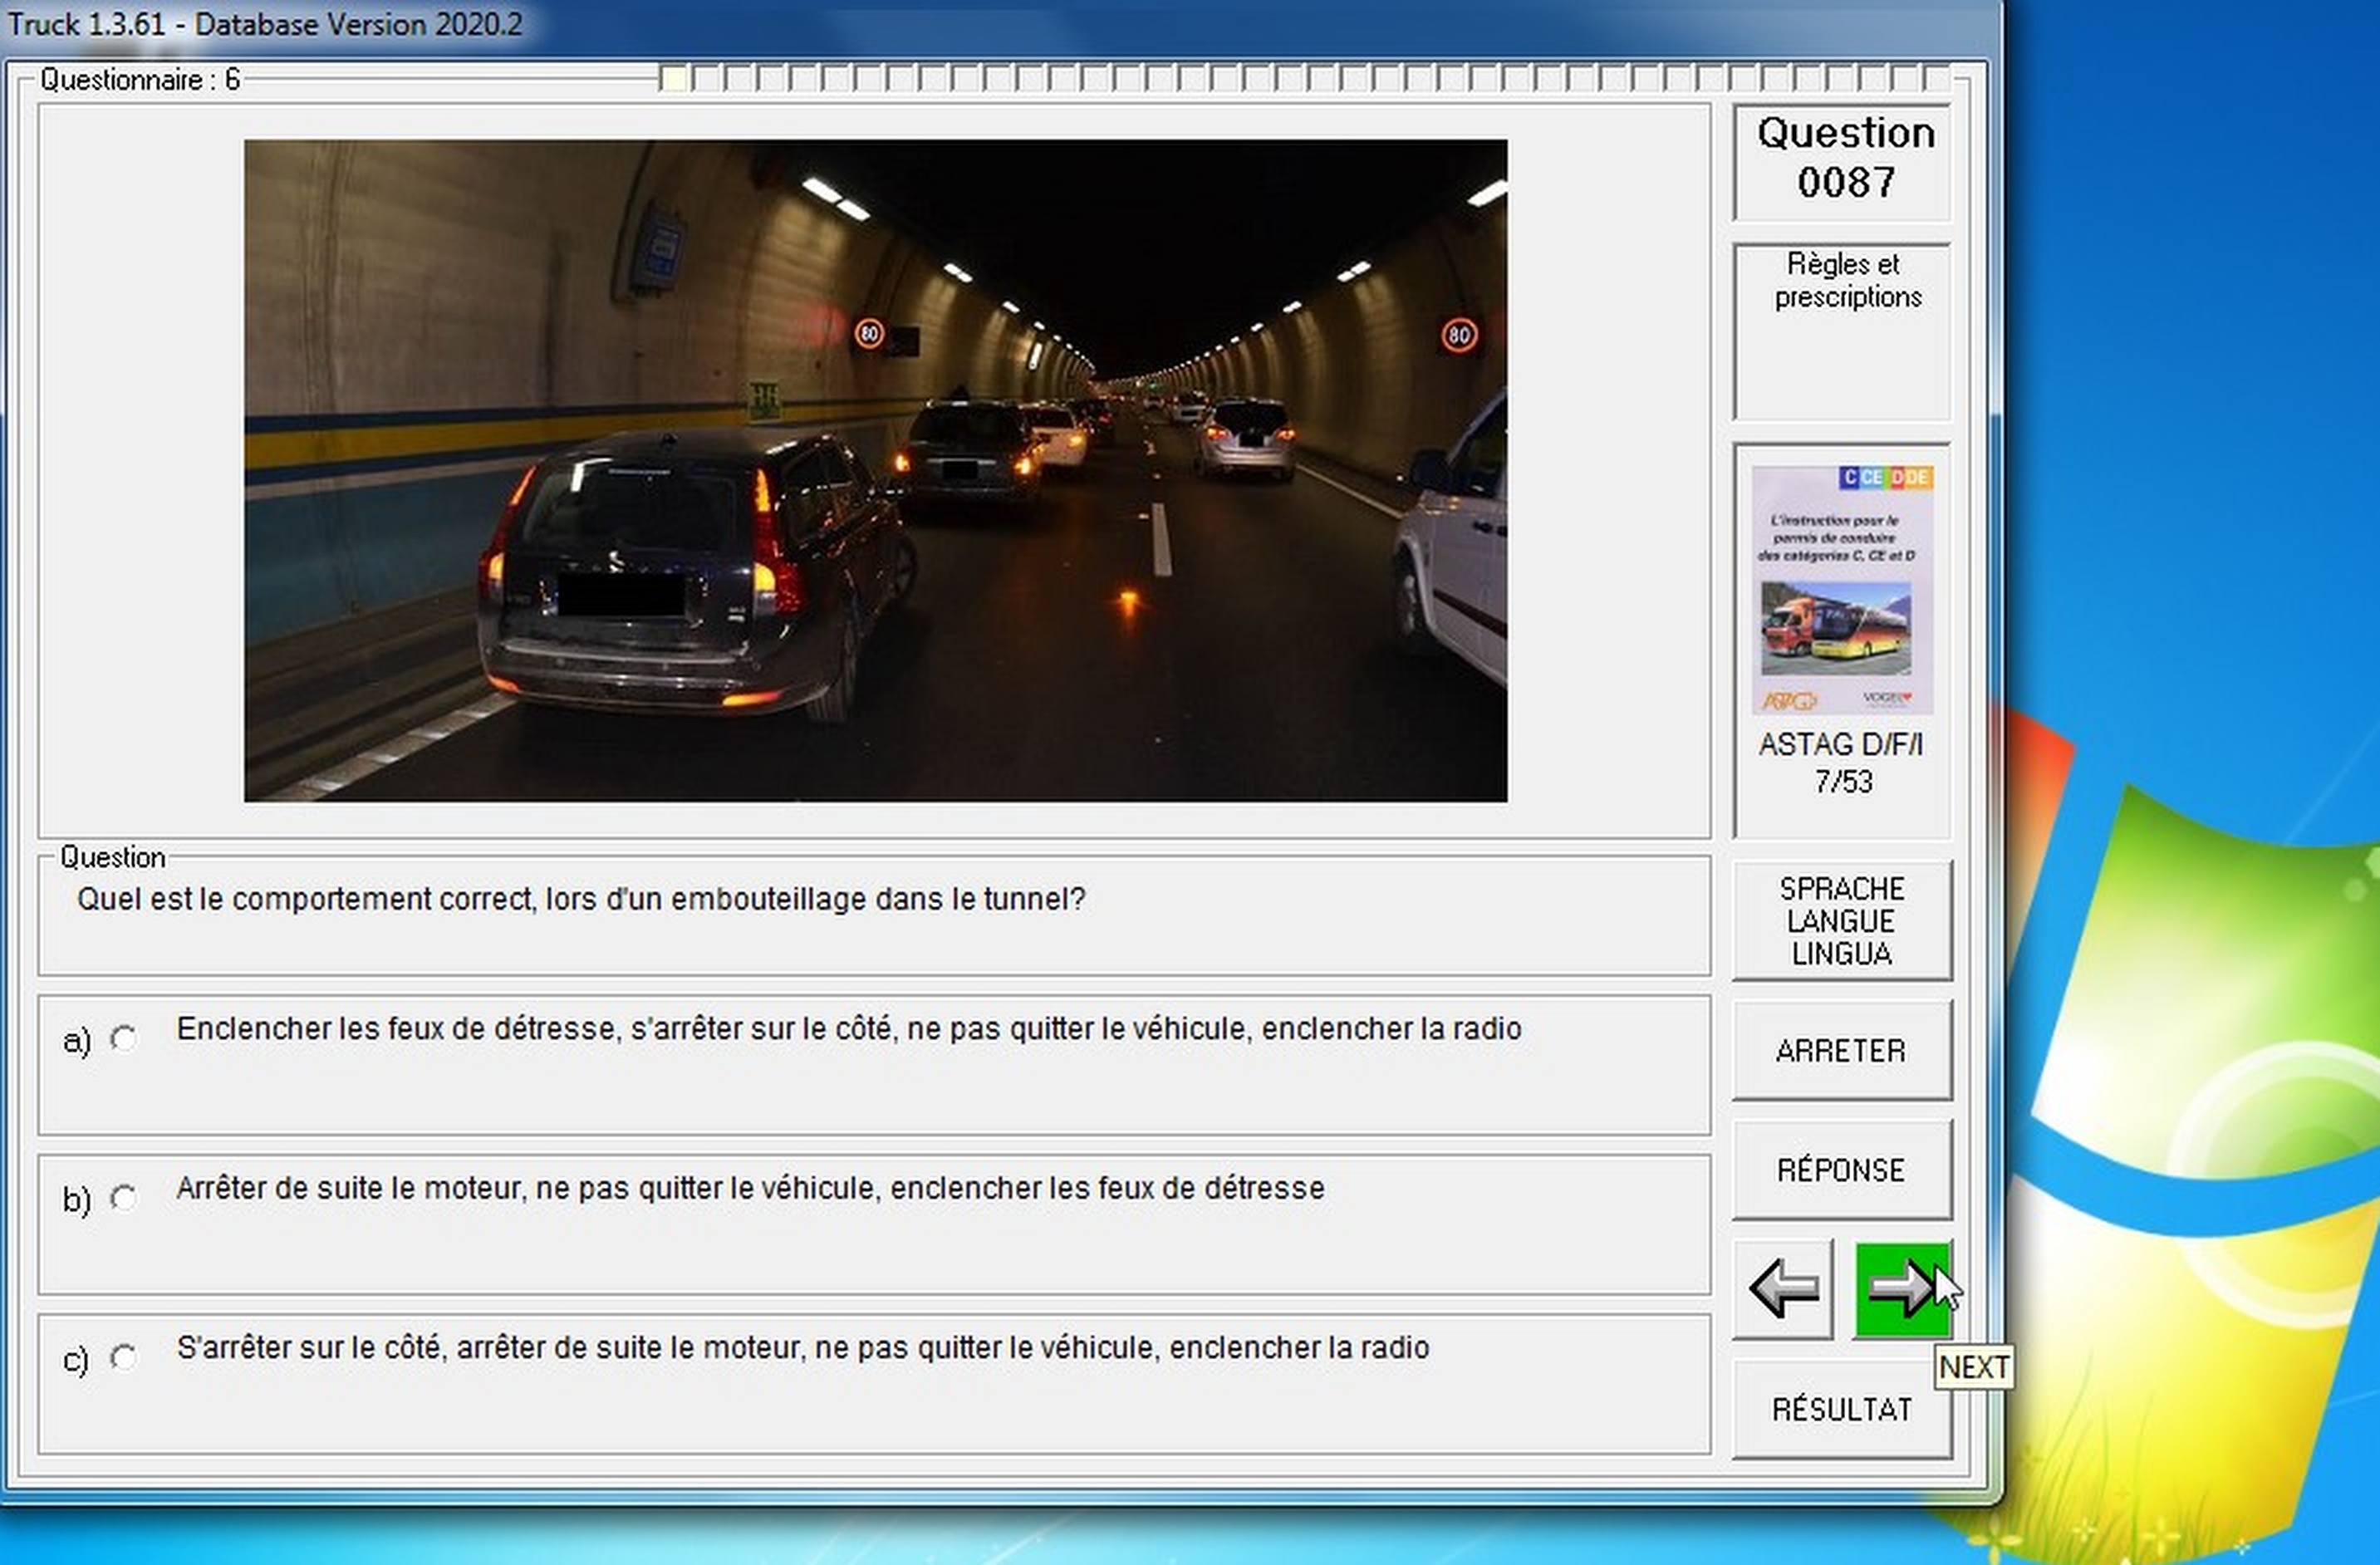 Truck 1.3.61 - Database Version 2020.2
Questionnaire : 6
Question
0087
Règles et
prescriptions
80
80
C CE D DE
L'instruction pour le
permis de conduire
des catégories C, CE et D
ASTAG
VOGEL
ASTAG D/F/I
7/53
Question
Quel est le comportement correct, lors d'un embouteillage dans le tunnel?
a) Enclencher les feux de détresse, s'arrêter sur le côté, ne pas quitter le véhicule, enclencher la radio
b) Arrêter de suite le moteur, ne pas quitter le véhicule, enclencher les feux de détresse
c) S'arrêter sur le côté, arrêter de suite le moteur, ne pas quitter le véhicule, enclencher la radio
SPRACHE
LANGUE
LINGUA
ARRETER
RÉPONSE
NEXT
RÉSULTAT